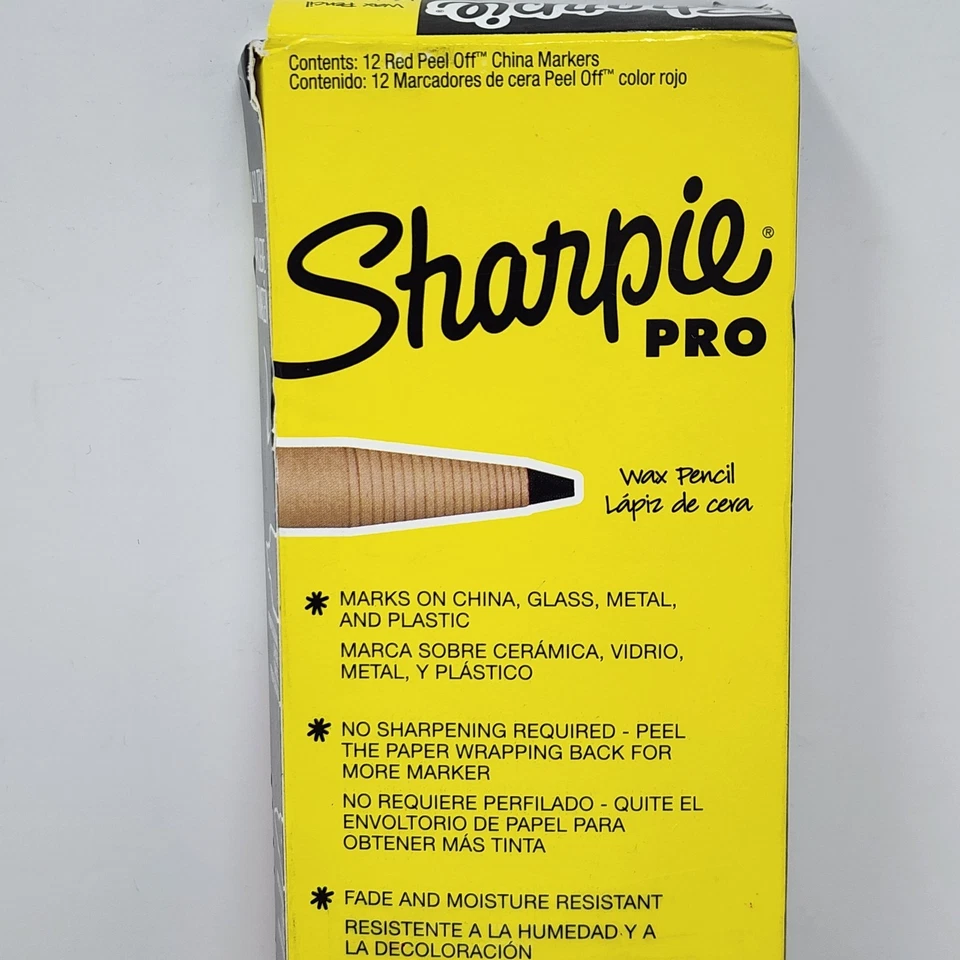 Wax Pencil
Sharpie
Contents: 12 Red Peel Off™ China Markers
Contenido: 12 Marcadores de cera Peel Off™ color rojo
Sharpie®
PRO
Wax Pencil
Lápiz de cera
* MARKS ON CHINA, GLASS, METAL,
AND PLASTIC
MARCA SOBRE CERÁMICA, VIDRIO,
METAL, Y PLÁSTICO
* NO SHARPENING REQUIRED - PEEL
THE PAPER WRAPPING BACK FOR
MORE MARKER
NO REQUIERE PERFILADO - QUITE EL
ENVOLTORIO DE PAPEL PARA
OBTENER MÁS TINTA
* FADE AND MOISTURE RESISTANT
RESISTENTE A LA HUMEDAD Y A
LA DECOLORACIÓN